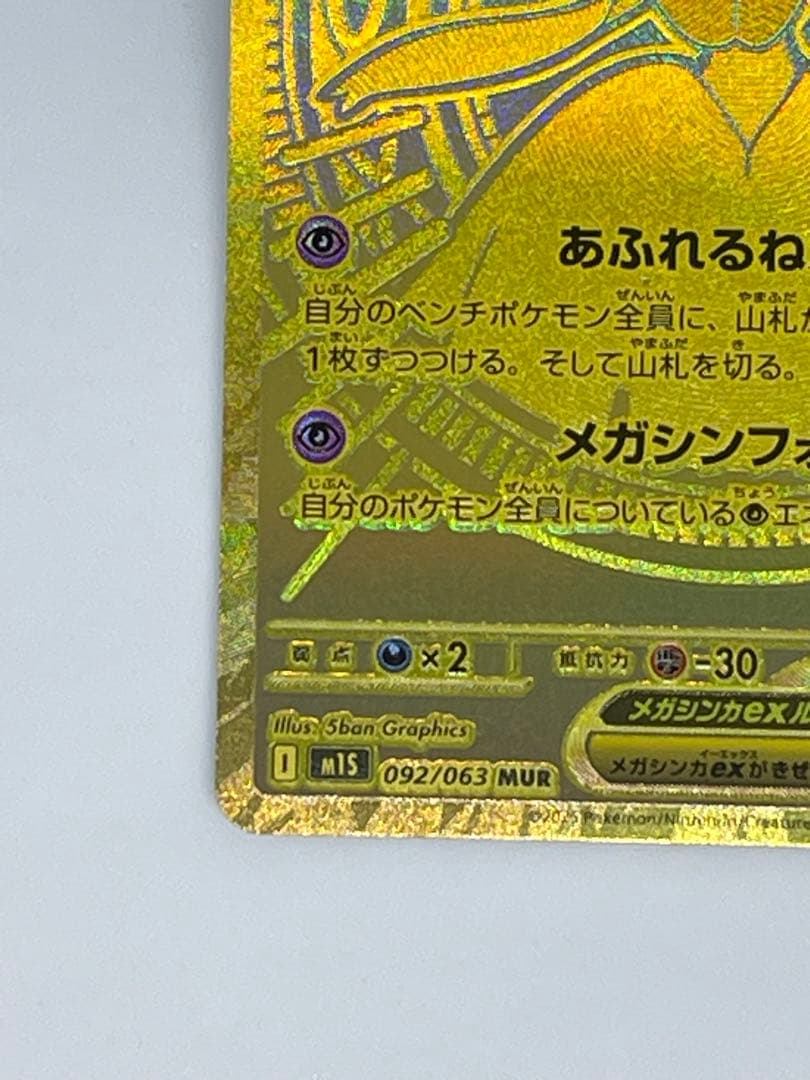 あふれるね
自分のベンチポケモン全員に、山札
1枚ずつつける。そして山札を切る。
メガシンフォ
自分のポケモン全員についているエネ
弱点 ×2 抵抗力 -30
メガシンカexル
Illus. 5ban Graphics
メガシンカexがきぜ
I M1S 092/063 MUR
©2025 Pokémon/Nintendo/Creature